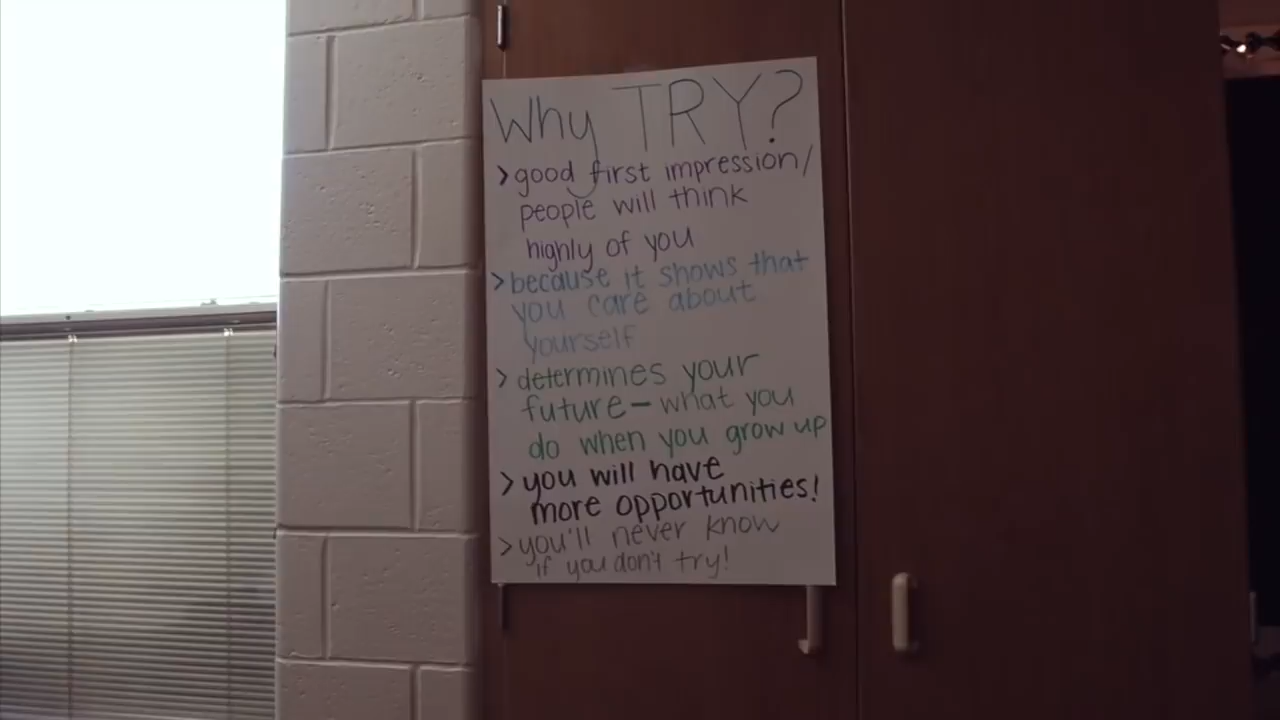 Why TRY?
>good first impression/
people will think
highly of you
>because it shows that
you care about
yourself
>determines your
future—what you
do when you grow up
>you will have
more opportunities!
>you'll never know
if you don't try!